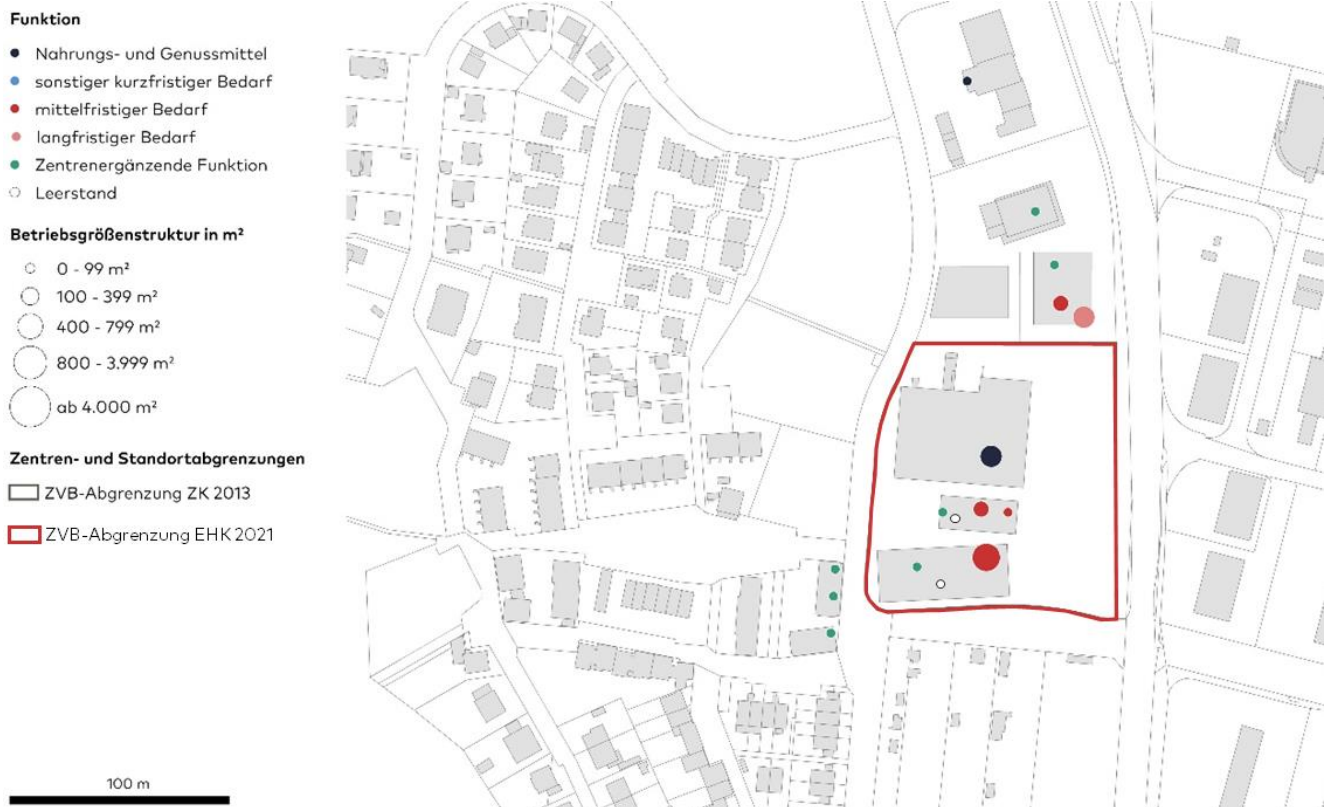 Funktion
Nahrungs- und Genussmittel
sonstiger kurzfristiger Bedarf
mittelfristiger Bedarf
langfristiger Bedarf
Zentrenergänzende Funktion
Leerstand
Betriebsgrößenstruktur in m²
0 - 99 m²
100 - 399 m²
400 - 799 m²
800 - 3.999 m²
ab 4.000 m²
Zentren- und Standortabgrenzungen
ZVB-Abgrenzung ZK 2013
ZVB-Abgrenzung EHK 2021
100 m